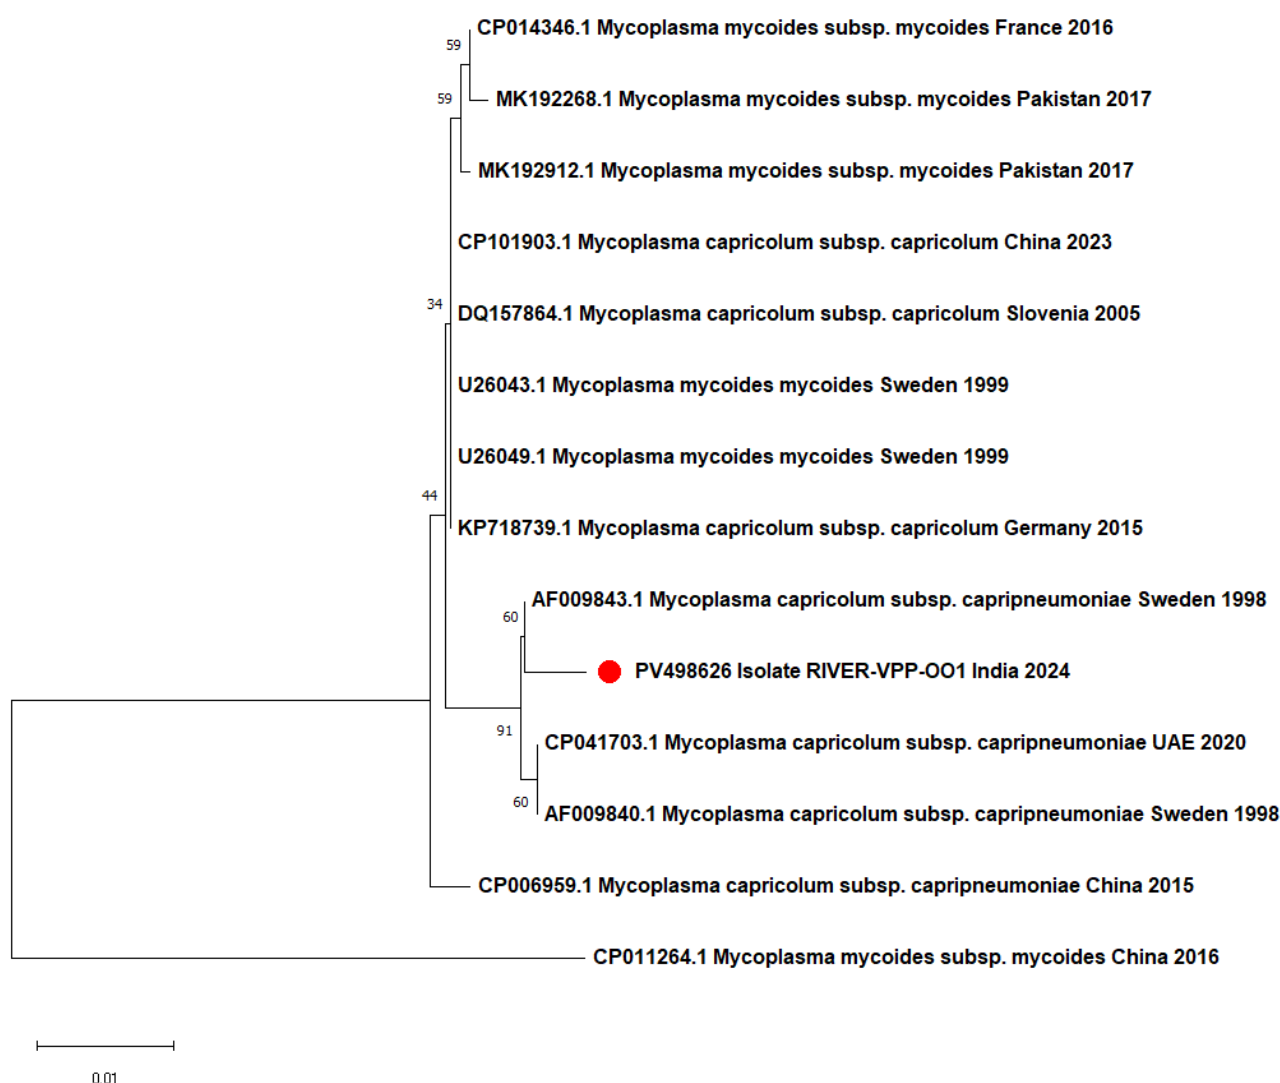 CP014346.1 Mycoplasma mycoides subsp. mycoides France 2016
59
MK192268.1 Mycoplasma mycoides subsp. mycoides Pakistan 2017
59
MK192912.1 Mycoplasma mycoides subsp. mycoides Pakistan 2017
CP101903.1 Mycoplasma capricolum subsp. capricolum China 2023
34
DQ157864.1 Mycoplasma capricolum subsp. capricolum Slovenia 2005
U26043.1 Mycoplasma mycoides mycoides Sweden 1999
U26049.1 Mycoplasma mycoides mycoides Sweden 1999
44
KP718739.1 Mycoplasma capricolum subsp. capricolum Germany 2015
AF009843.1 Mycoplasma capricolum subsp. capripneumoniae Sweden 1998
60
PV498626 Isolate RIVER-VPP-OO1 India 2024
91
CP041703.1 Mycoplasma capricolum subsp. capripneumoniae UAE 2020
60
AF009840.1 Mycoplasma capricolum subsp. capripneumoniae Sweden 1998
CP006959.1 Mycoplasma capricolum subsp. capripneumoniae China 2015
CP011264.1 Mycoplasma mycoides subsp. mycoides China 2016
0.01